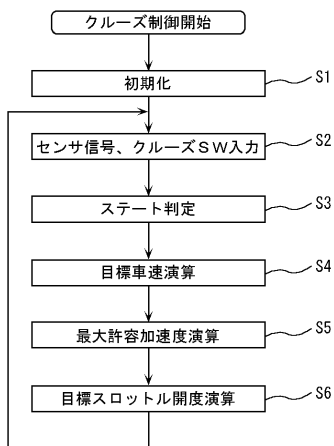 クルーズ制御開始
初期化 S1
センサ信号、クルーズSW入力 S2
ステート判定 S3
目標車速演算 S4
最大許容加速度演算 S5
目標スロットル開度演算 S6